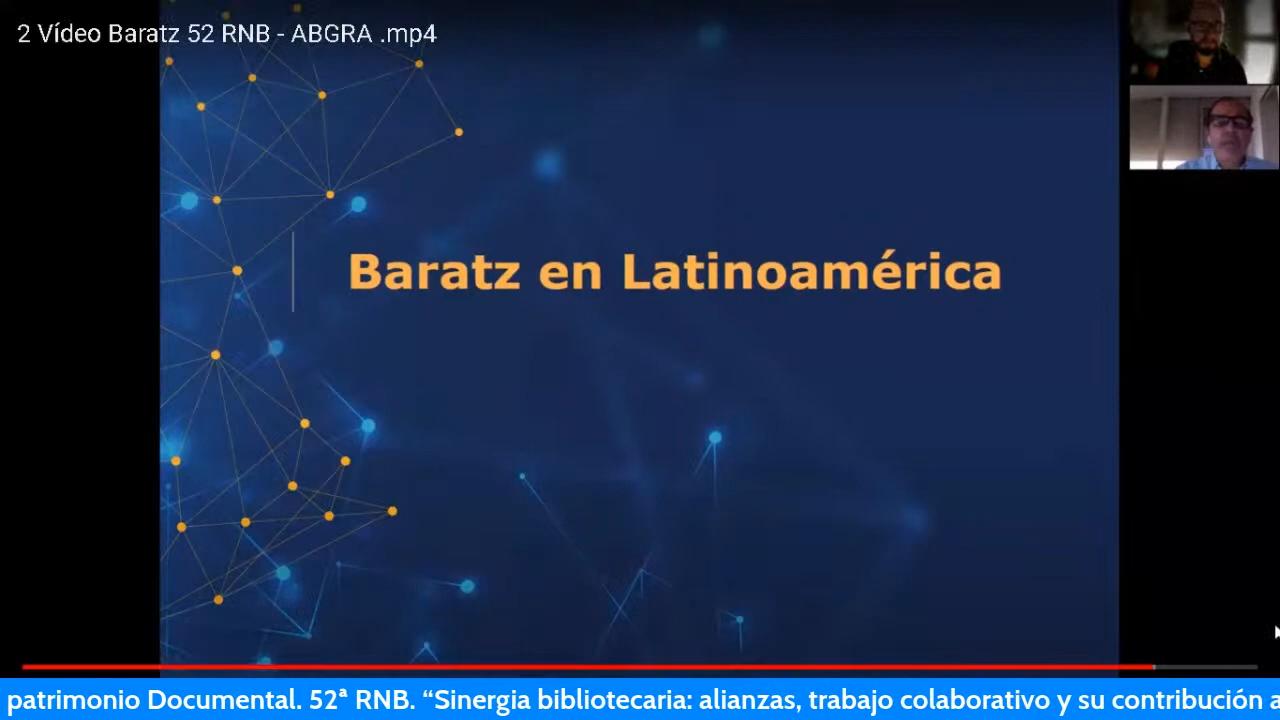 2 Vídeo Baratz 52 RNB - ABGRA .mp4
Baratz en Latinoamérica
patrimonio Documental. 52ª RNB. “Sinergia bibliotecaria: alianzas, trabajo colaborativo y su contribución a